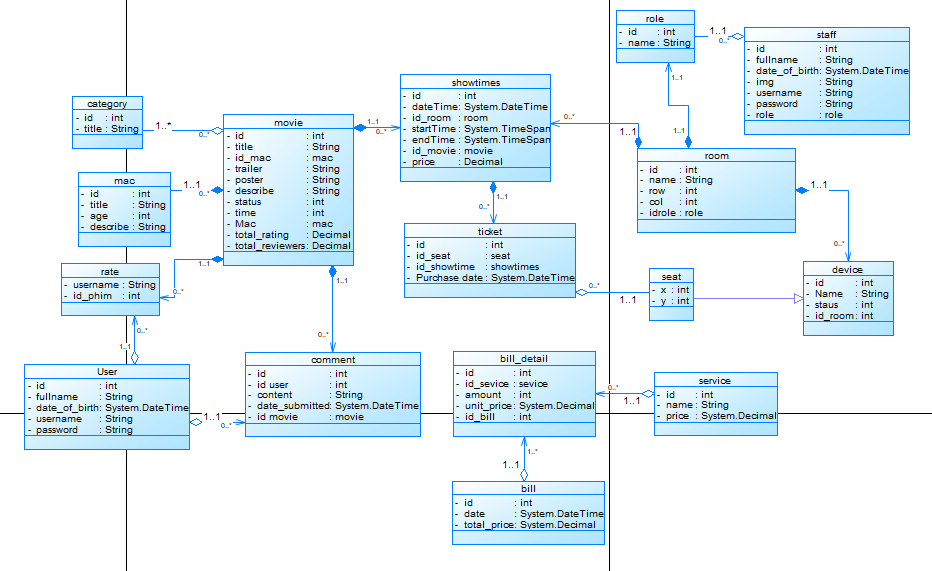 role
- id : int
- name : String
1..1
0..*
staff
- id : int
- fullname : String
- date_of_birth: System.DateTime
- img : String
- username : String
- password : String
- role : role
1..1
1..1
category
- id : int
- title : String
1..*
0..*
mac
- id : int
- title : String
- age : int
- describe : String
1..1
0..*
movie
- id : int
- title : String
- id_mac : mac
- trailer : String
- poster : String
- describe : String
- status : int
- time : int
- Mac : mac
- total_rating : Decimal
- total_reviewers: Decimal
1..1
0..*
showtimes
- id : int
- dateTime: System.DateTime
- id_room : room
- startTime: System.TimeSpan
- endTime : System.TimeSpan
- id_movie : movie
- price : Decimal
0..*
1..1
room
- id : int
- name : String
- row : int
- col : int
- idrole : role
1..1
0..*
1..1
0..*
ticket
- id : int
- id_seat : seat
- id_showtime : showtimes
- Purchase date : System.DateTime
0..*
1..1
seat
- x : int
- y : int
device
- id : int
- Name : String
- staus : int
- id_room : int
rate
- username : String
- id_phim : int
1..1
0..*
0..*
1..1
1..1
0..*
User
- id : int
- fullname : String
- date_of_birth: System.DateTime
- username : String
- password : String
1..1
0..*
comment
- id : int
- id user : int
- content : String
- date_submitted: System.DateTime
- id movie : movie
bill_detail
- id : int
- id_sevice : sevice
- amount : int
- unit_price : System.Decimal
- id_bill : int
0..*
1..1
service
- id : int
- name : String
- price : System.Decimal
1..*
1..1
bill
- id : int
- date : System.DateTime
- total_price: System.Decimal